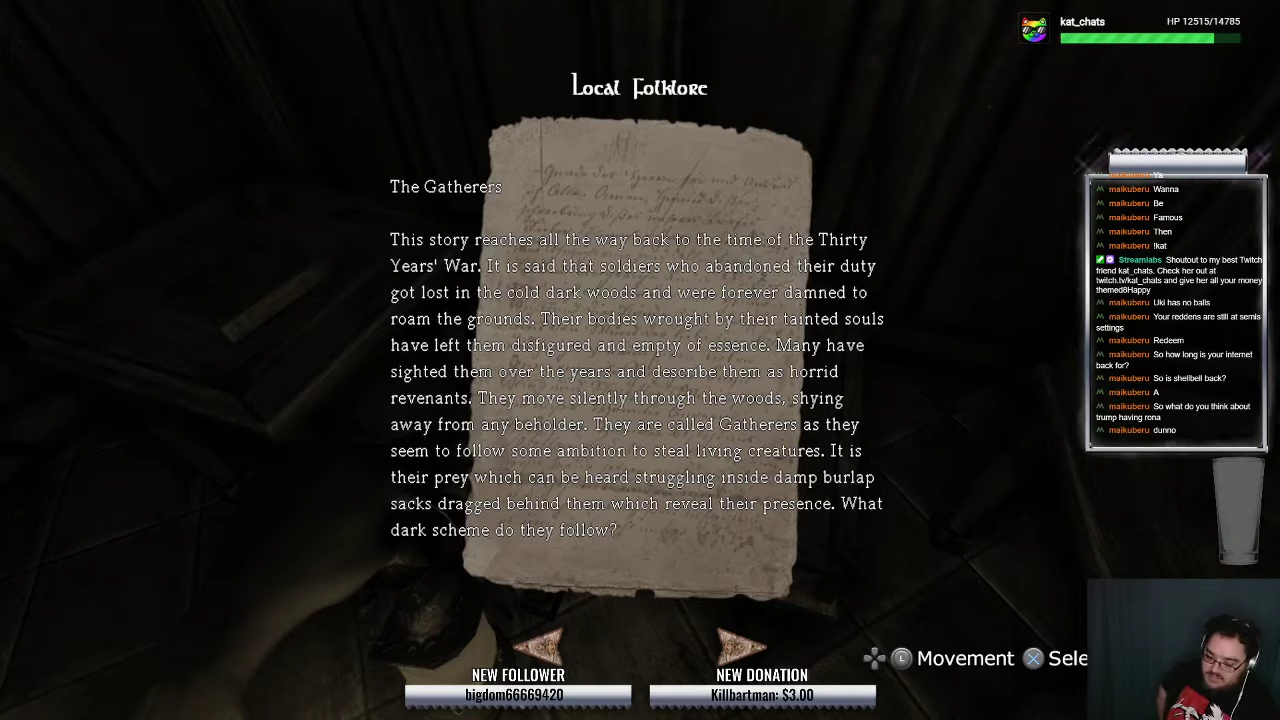 kat_chats HP 12515/14785
Local Folklore
The Gatherers
This story reaches all the way back to the time of the Thirty
Years' War. It is said that soldiers who abandoned their duty
got lost in the cold dark woods and were forever damned to
roam the grounds. Their bodies wrought by their tainted souls
have left them disfigured and empty of essence. Many have
sighted them over the years and describe them as horrid
revenants. They move silently through the woods, shying
away from any beholder. They are called Gatherers as they
seem to follow some ambition to steal living creatures. It is
their prey which can be heard struggling inside damp burlap
sacks dragged behind them which reveal their presence. What
dark scheme do they follow?
maikuberu Ya
maikuberu Wanna
maikuberu Be
maikuberu Famous
maikuberu Then
maikuberu !kat
Streamlabs Shoutout to my best Twitch
friend kat_chats. Check her out at
twitch.tv/kat_chats and give her all your money
themed8Happy
maikuberu Uki has no balls
maikuberu Your reddens are still at semis
settings
maikuberu Redeem
maikuberu So how long is your internet
back for?
maikuberu So is shellbell back?
maikuberu A
maikuberu So what do you think about
trump having rona
maikuberu dunno
L Movement X Sele
NEW FOLLOWER
bigdom66669420
NEW DONATION
Killbartman: $3.00